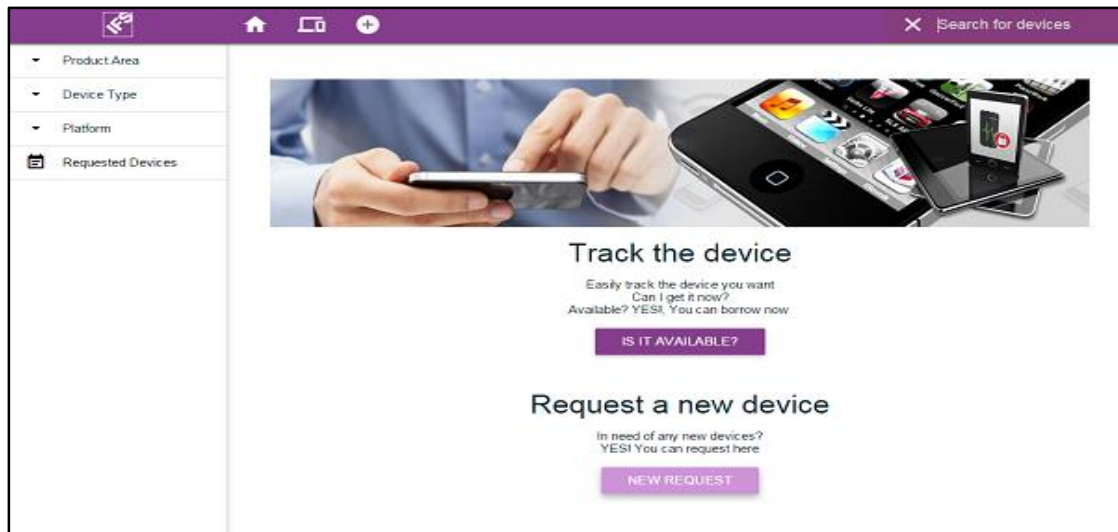 IFS
Search for devices
Product Area
Device Type
Platform
Requested Devices
Track the device
Easily track the device you want
Can I get it now?
Available? YES!, You can borrow now
IS IT AVAILABLE?
Request a new device
In need of any new devices?
YES! You can request here
NEW REQUEST